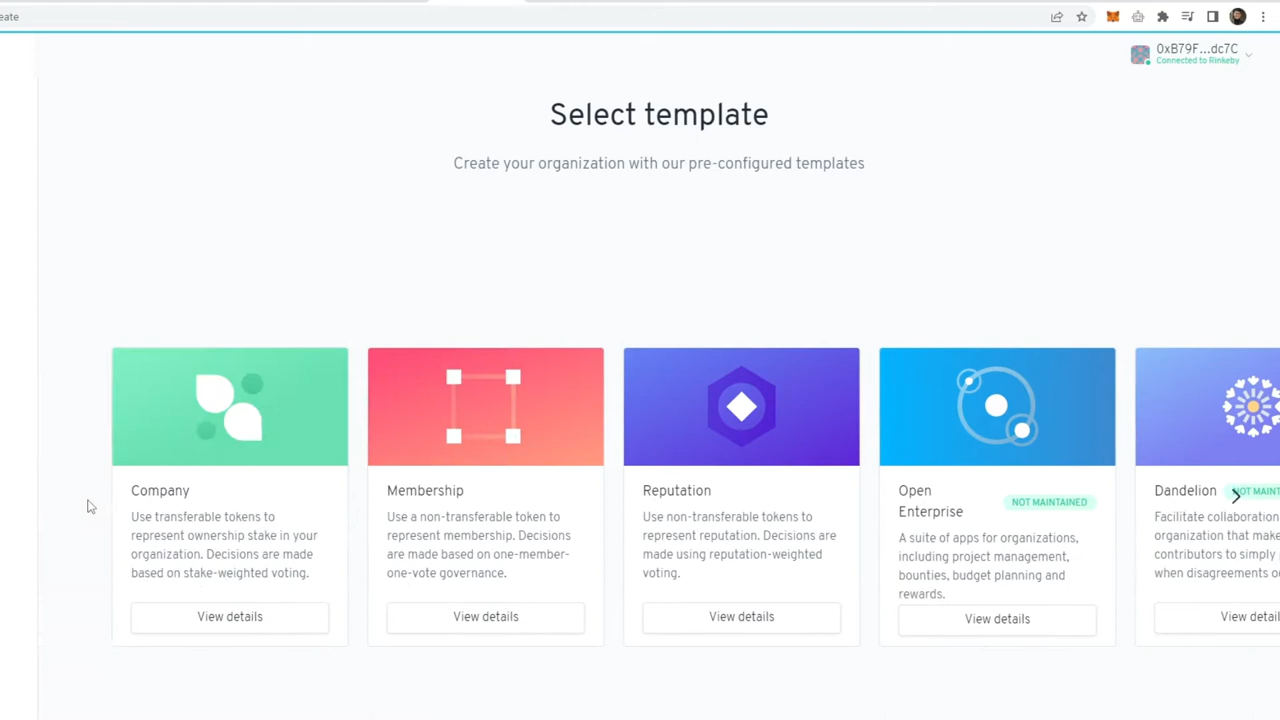 eate
0xB79F...dc7C
Connected to Rinkeby
Select template
Create your organization with our pre-configured templates
Company
Use transferable tokens to
represent ownership stake in your
organization. Decisions are made
based on stake-weighted voting.
View details
Membership
Use a non-transferable token to
represent membership. Decisions
are made based on one-member-
one-vote governance.
View details
Reputation
Use non-transferable tokens to
represent reputation. Decisions are
made using reputation-weighted
voting.
View details
Open
Enterprise
NOT MAINTAINED
A suite of apps for organizations,
including project management,
bounties, budget planning and
rewards.
View details
Dandelion
NOT MAINT
Facilitate collaboration
organization that make
contributors to simply
when disagreements o
View detail